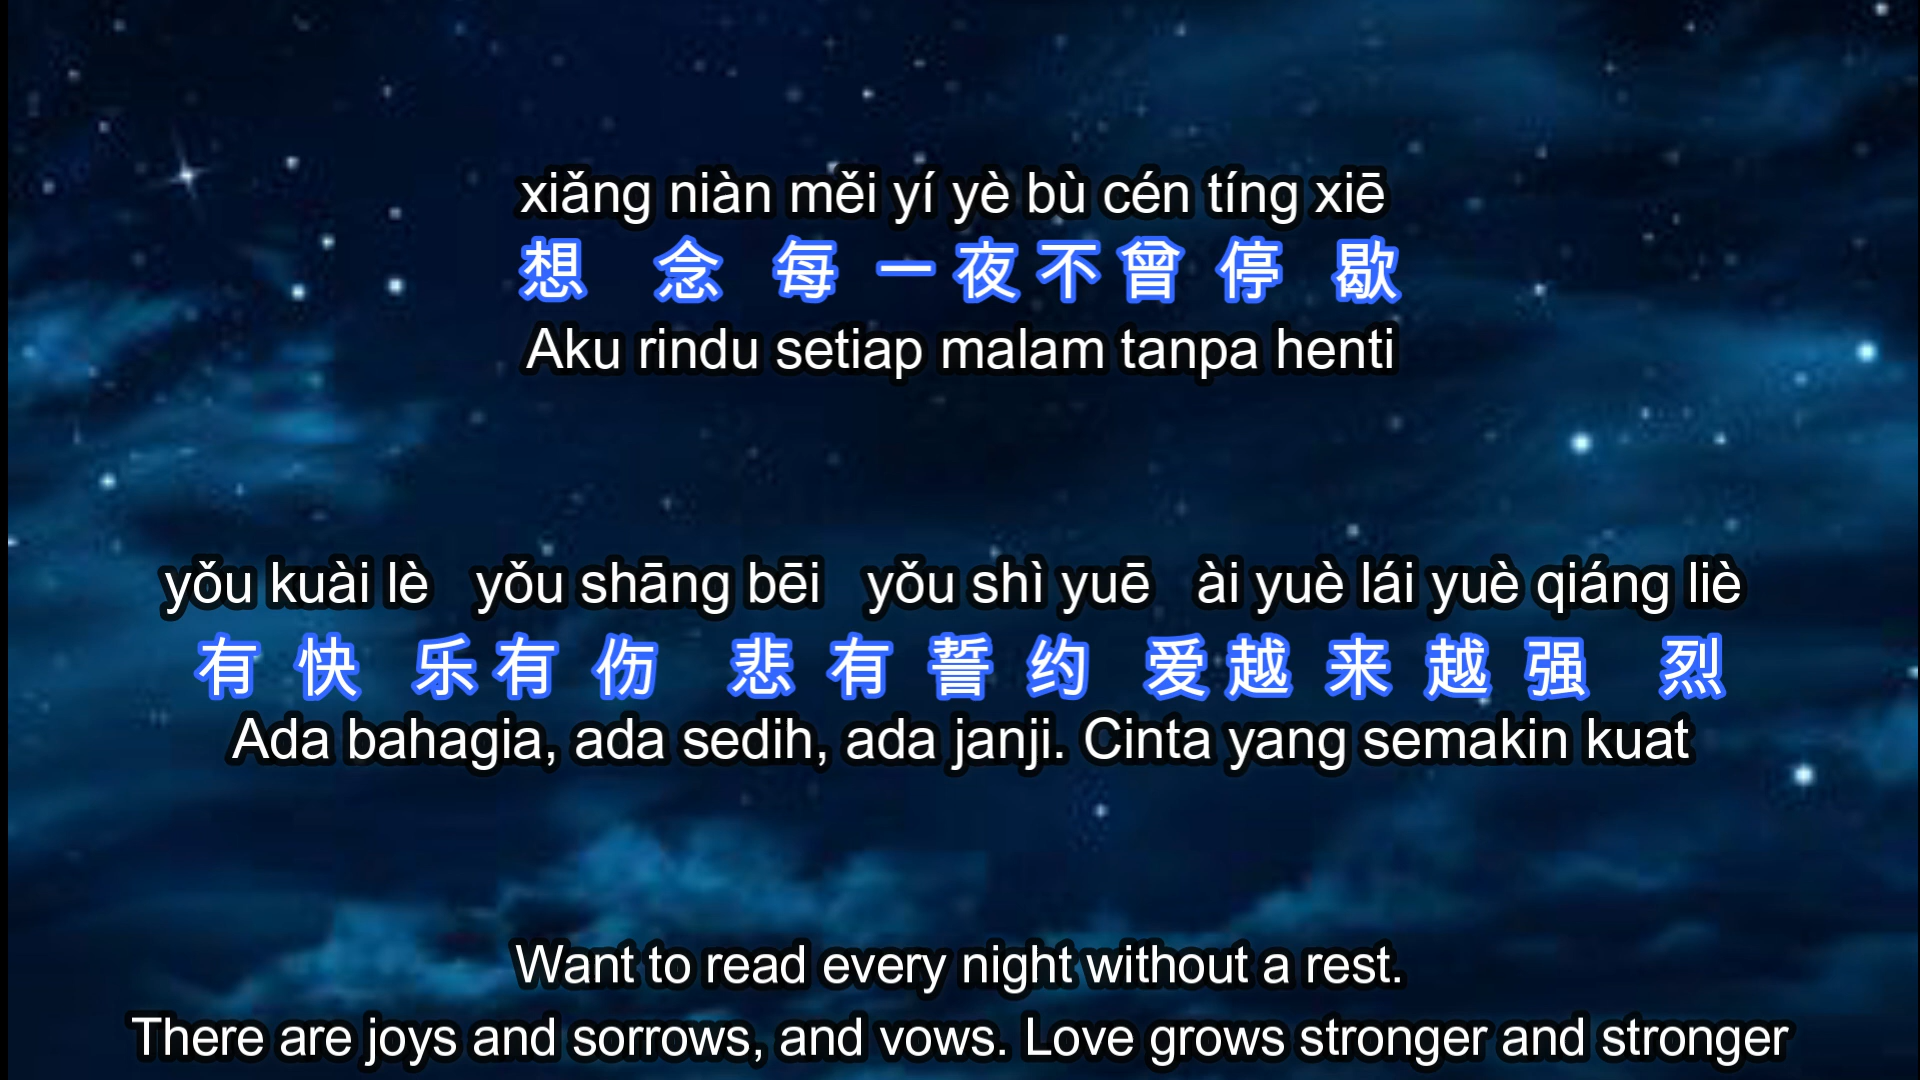 xiǎng niàn měi yí yè bù cén tíng xiē
想 念 每 一 夜 不 曾 停 歇
Aku rindu setiap malam tanpa henti
yǒu kuài lè yǒu shāng bēi yǒu shì yuē ài yuè lái yuè qiáng liè
有 快 乐 有 伤 悲 有 誓 约 爱 越 来 越 强 烈
Ada bahagia, ada sedih, ada janji. Cinta yang semakin kuat
Want to read every night without a rest.
There are joys and sorrows, and vows. Love grows stronger and stronger